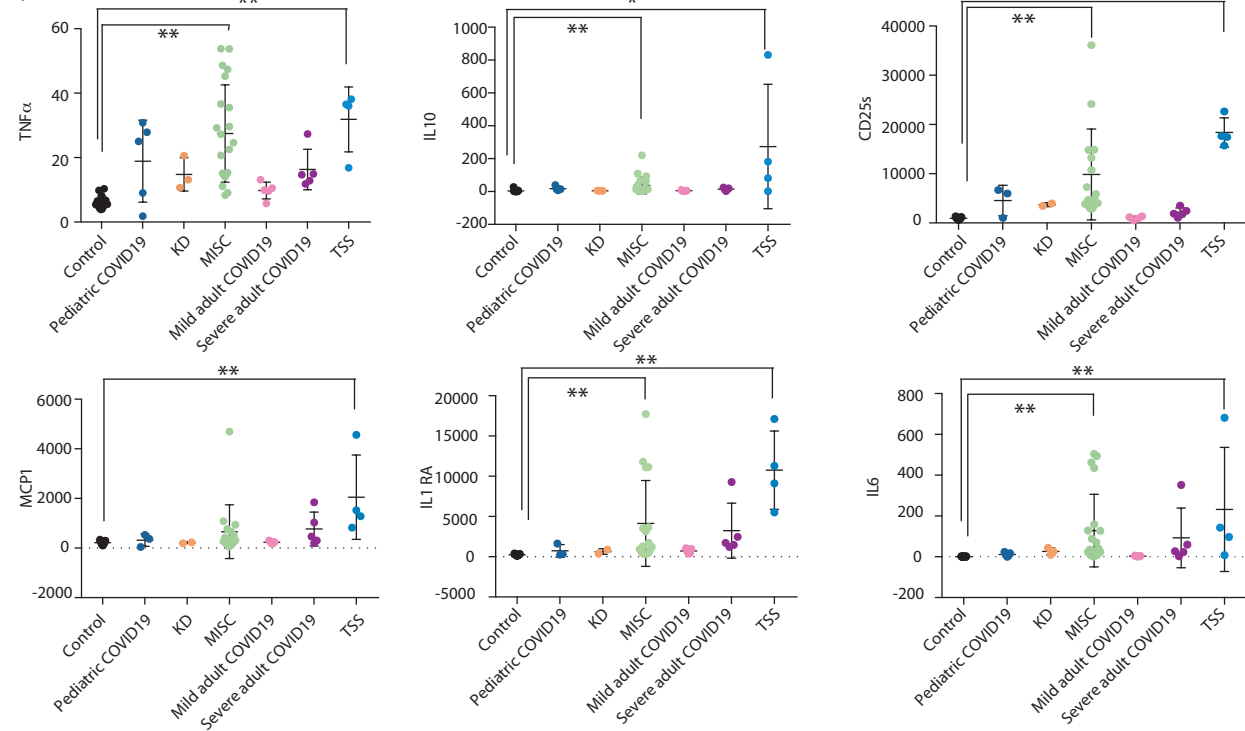 **
**
TNFα
60
40
20
0
Control
Pediatric COVID19
KD
MISC
Mild adult COVID19
Severe adult COVID19
TSS
*
**
IL10
1000
800
600
400
200
0
-200
Control
Pediatric COVID19
KD
MISC
Mild adult COVID19
Severe adult COVID19
TSS
**
CD25s
40000
30000
20000
10000
0
Control
Pediatric COVID19
KD
MISC
Mild adult COVID19
Severe adult COVID19
TSS
**
MCP1
6000
4000
2000
0
-2000
Control
Pediatric COVID19
KD
MISC
Mild adult COVID19
Severe adult COVID19
TSS
**
**
IL1 RA
20000
15000
10000
5000
0
-5000
Control
Pediatric COVID19
KD
MISC
Mild adult COVID19
Severe adult COVID19
TSS
**
**
IL6
800
600
400
200
0
-200
Control
Pediatric COVID19
KD
MISC
Mild adult COVID19
Severe adult COVID19
TSS